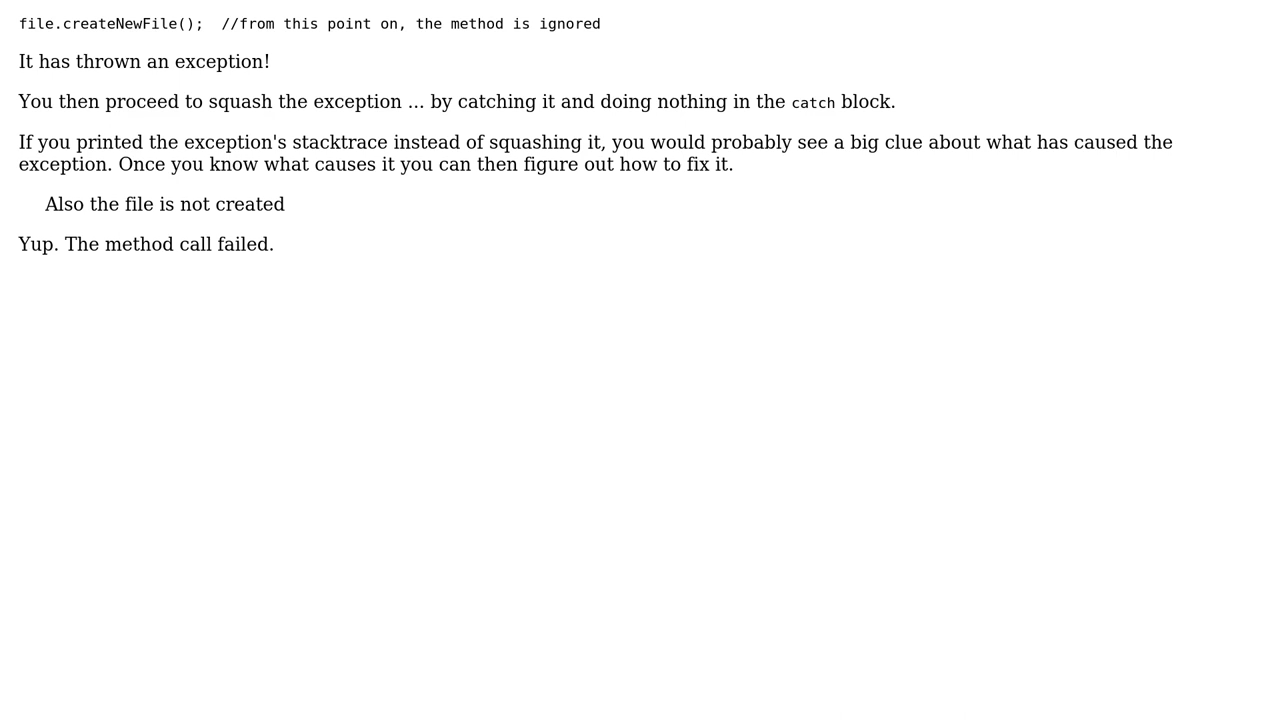 file.createNewFile();  //from this point on, the method is ignored
It has thrown an exception!
You then proceed to squash the exception ... by catching it and doing nothing in the catch block.
If you printed the exception's stacktrace instead of squashing it, you would probably see a big clue about what has caused the
exception. Once you know what causes it you can then figure out how to fix it.
Also the file is not created
Yup. The method call failed.